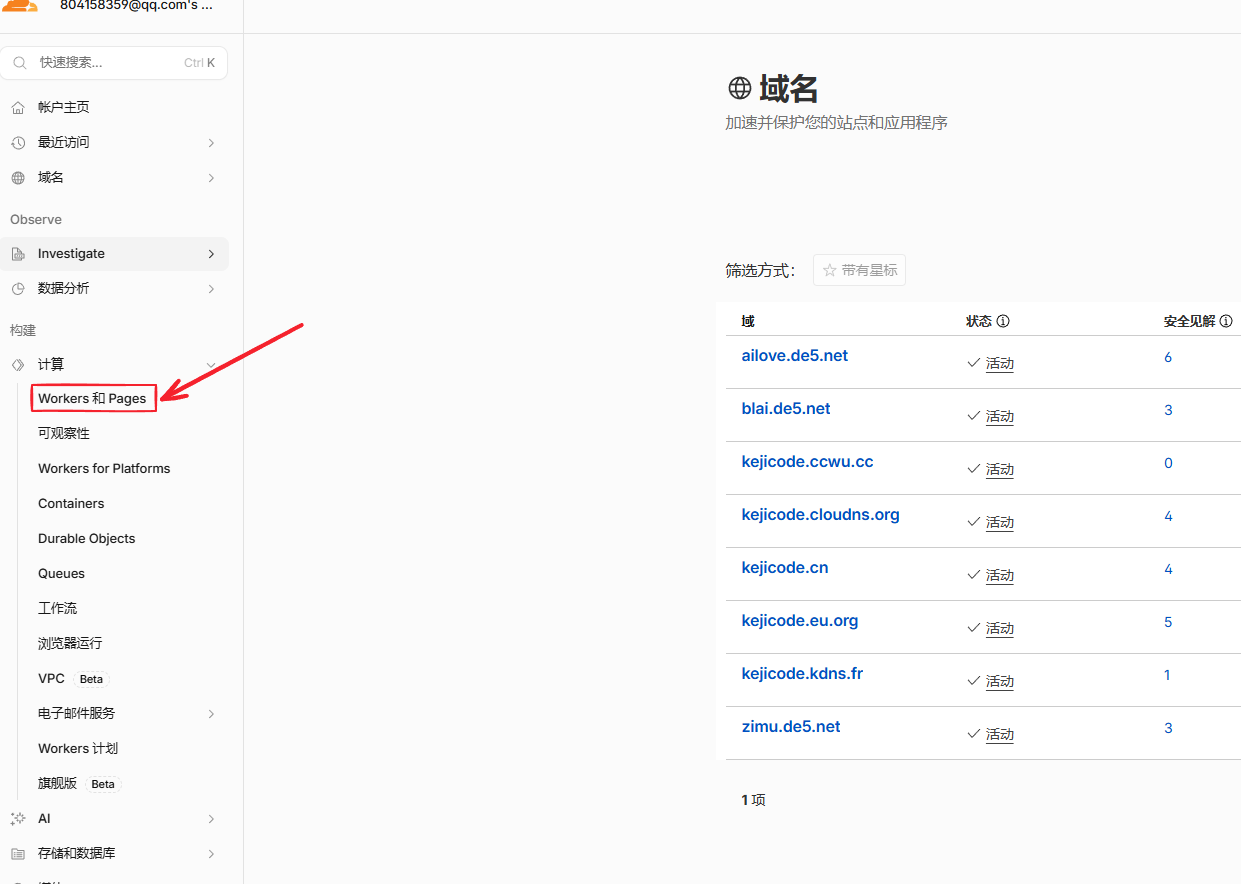 804158359@qq.com's ...
快速搜索... Ctrl K
帐户主页
最近访问
域名
Observe
Investigate
数据分析
构建
计算
Workers 和 Pages
可观察性
Workers for Platforms
Containers
Durable Objects
Queues
工作流
浏览器运行
VPC Beta
电子邮件服务
Workers 计划
旗舰版 Beta
AI
存储和数据库
域名
加速并保护您的站点和应用程序
筛选方式： 带有星标
域 状态 安全见解
ailove.de5.net 活动 6
blai.de5.net 活动 3
kejicode.ccwu.cc 活动 0
kejicode.cloudns.org 活动 4
kejicode.cn 活动 4
kejicode.eu.org 活动 5
kejicode.kdns.fr 活动 1
zimu.de5.net 活动 3
1 项